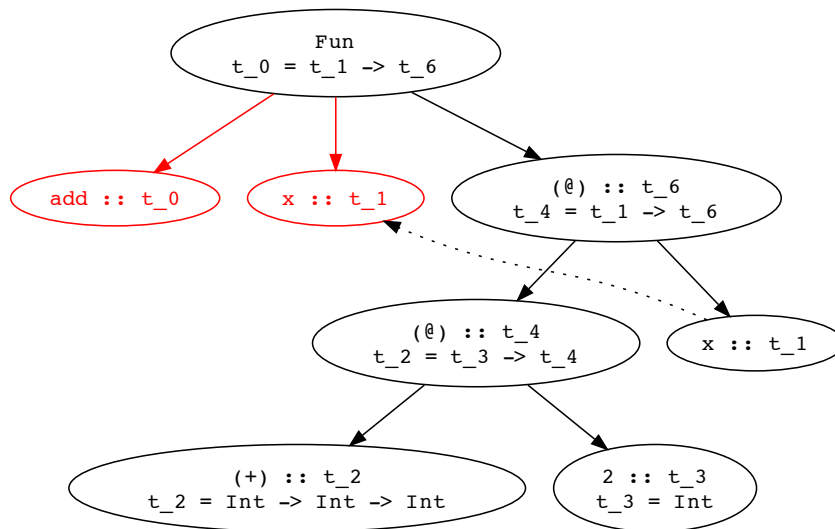 Fun
t_0 = t_1 -> t_6
add :: t_0
x :: t_1
(@) :: t_6
t_4 = t_1 -> t_6
(@) :: t_4
t_2 = t_3 -> t_4
x :: t_1
(+) :: t_2
t_2 = Int -> Int -> Int
2 :: t_3
t_3 = Int